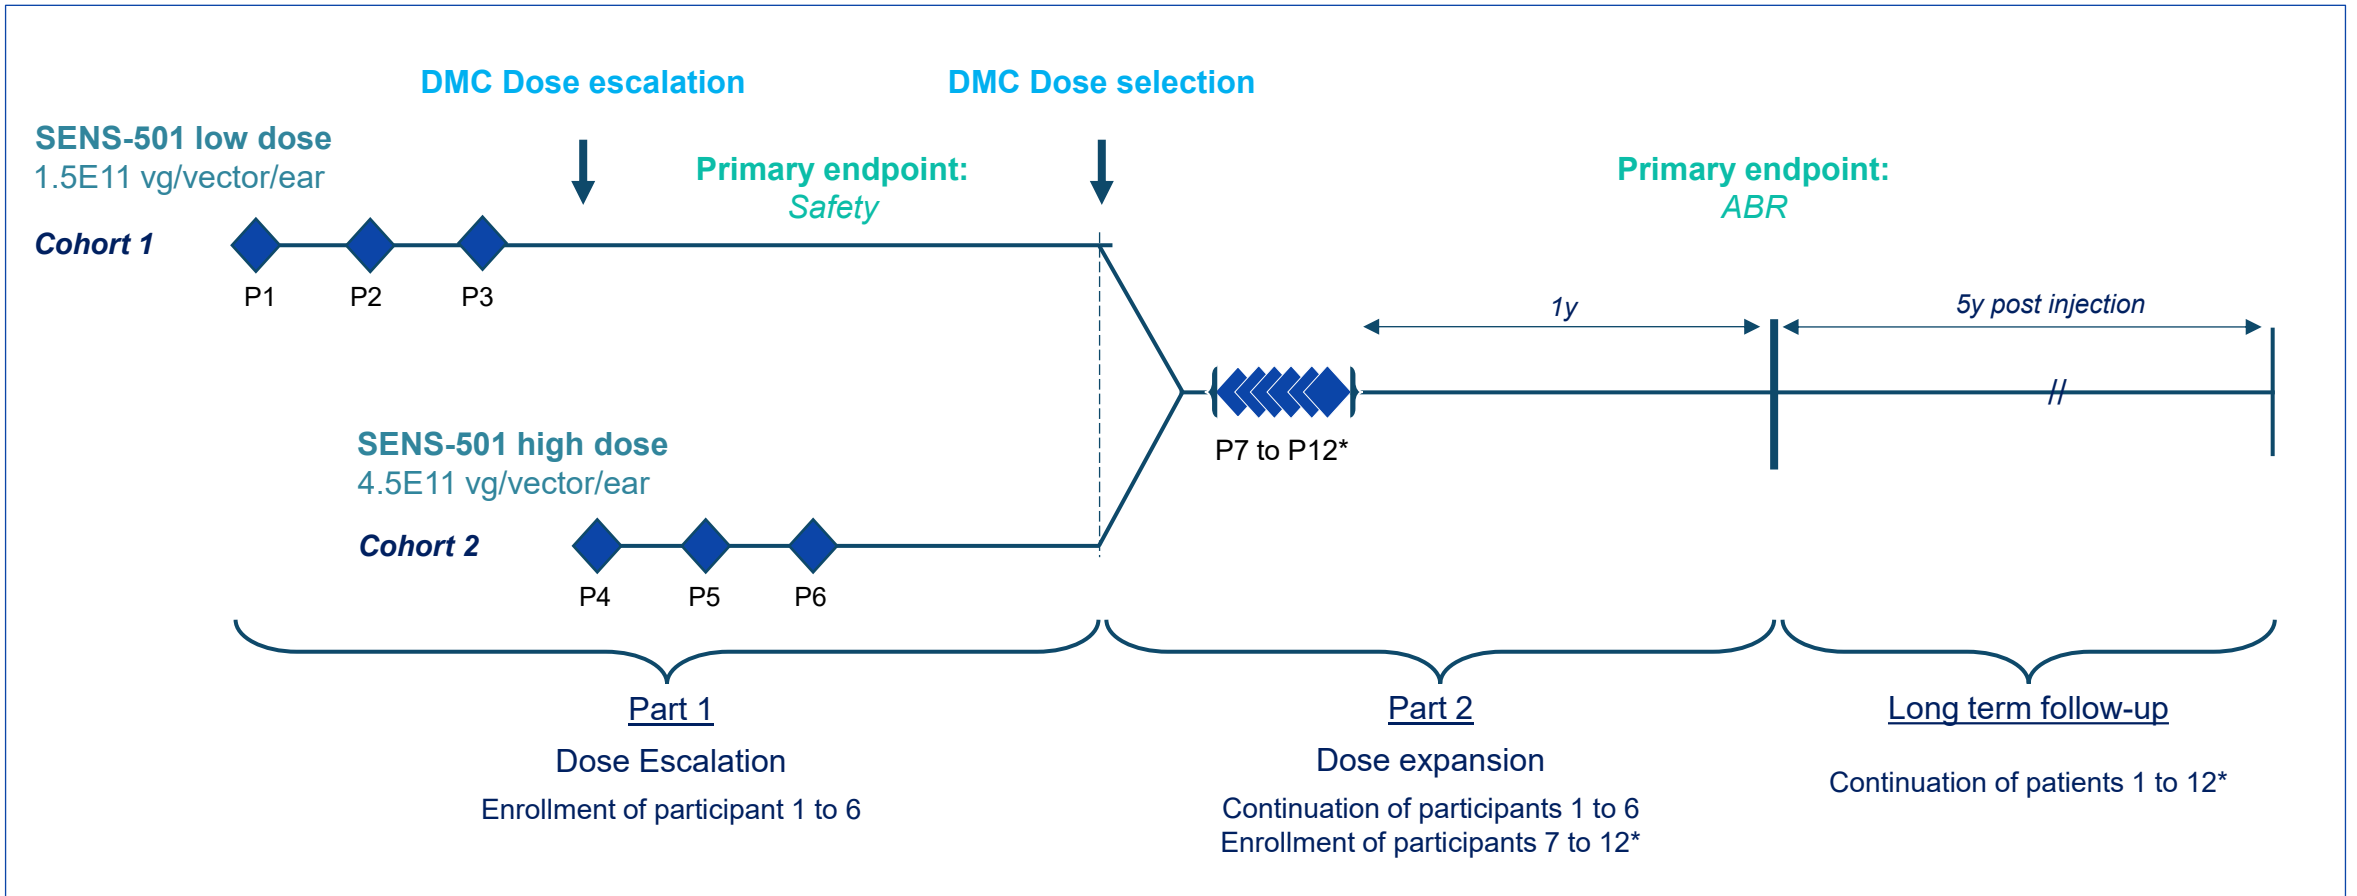 DMC Dose escalation
DMC Dose selection
SENS-501 low dose
1.5E11 vg/vector/ear
Primary endpoint:
Safety
Primary endpoint:
ABR
Cohort 1
P1
P2
P3
1y
5y post injection
//
P7 to P12*
SENS-501 high dose
4.5E11 vg/vector/ear
Cohort 2
P4
P5
P6
Part 1
Dose Escalation
Enrollment of participant 1 to 6
Part 2
Dose expansion
Continuation of participants 1 to 6
Enrollment of participants 7 to 12*
Long term follow-up
Continuation of patients 1 to 12*